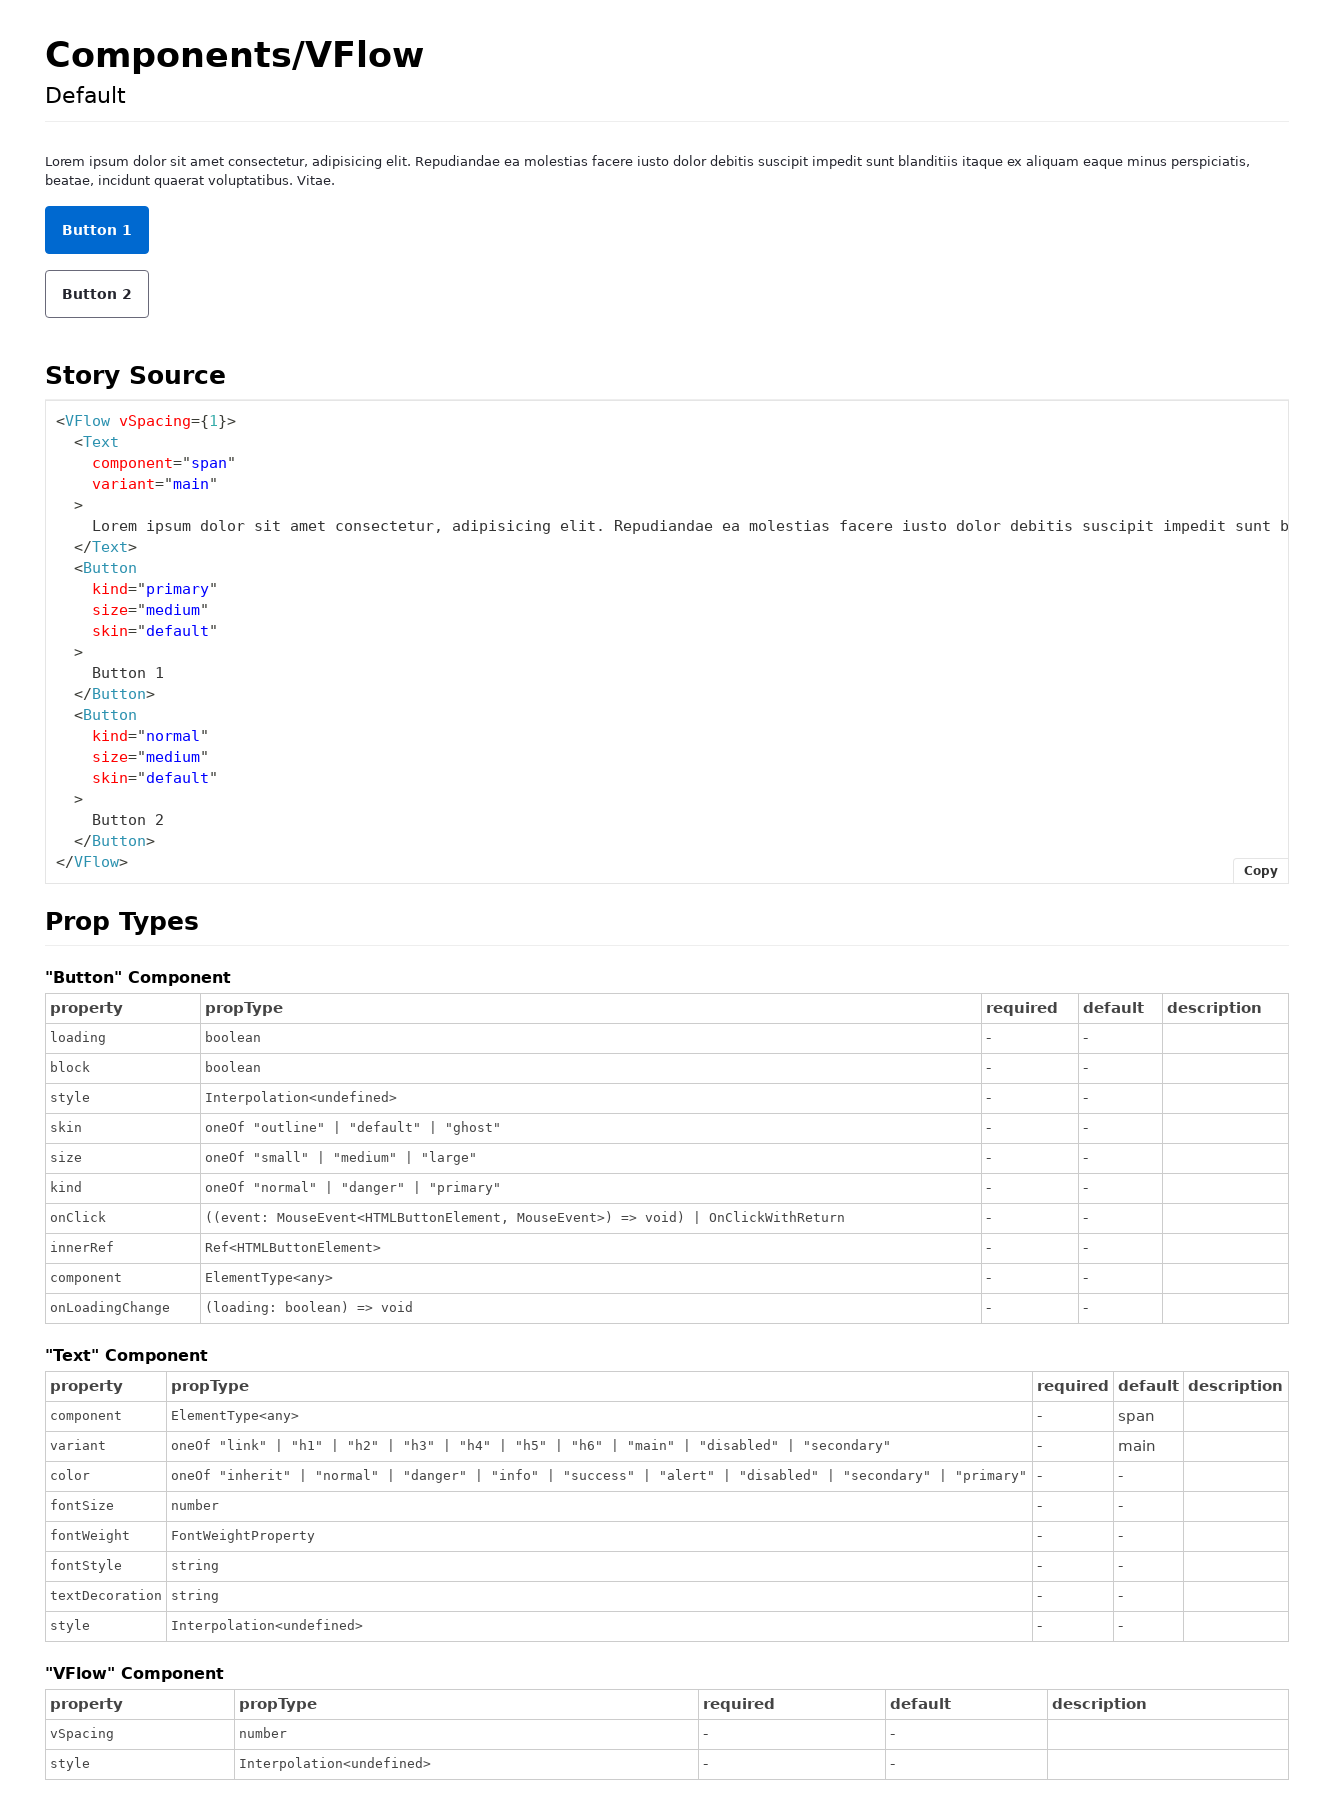 Components/VFlow
Default
Lorem ipsum dolor sit amet consectetur, adipisicing elit. Repudiandae ea molestias facere iusto dolor debitis suscipit impedit sunt blanditiis itaque ex aliquam eaque minus perspiciatis,
beatae, incidunt quaerat voluptatibus. Vitae.
Button 1
Button 2
Story Source
<VFlow vSpacing={1}>
  <Text
    component="span"
    variant="main"
  >
    Lorem ipsum dolor sit amet consectetur, adipisicing elit. Repudiandae ea molestias facere iusto dolor debitis suscipit impedit sunt b
  </Text>
  <Button
    kind="primary"
    size="medium"
    skin="default"
  >
    Button 1
  </Button>
  <Button
    kind="normal"
    size="medium"
    skin="default"
  >
    Button 2
  </Button>
</VFlow>
Copy
Prop Types
"Button" Component
property propType required default description
loading boolean - -
block boolean - -
style Interpolation<undefined> - -
skin oneOf "outline" | "default" | "ghost" - -
size oneOf "small" | "medium" | "large" - -
kind oneOf "normal" | "danger" | "primary" - -
onClick ((event: MouseEvent<HTMLButtonElement, MouseEvent>) => void) | OnClickWithReturn - -
innerRef Ref<HTMLButtonElement> - -
component ElementType<any> - -
onLoadingChange (loading: boolean) => void - -
"Text" Component
property propType required default description
component ElementType<any> - span
variant oneOf "link" | "h1" | "h2" | "h3" | "h4" | "h5" | "h6" | "main" | "disabled" | "secondary" - main
color oneOf "inherit" | "normal" | "danger" | "info" | "success" | "alert" | "disabled" | "secondary" | "primary" - -
fontSize number - -
fontWeight FontWeightProperty - -
fontStyle string - -
textDecoration string - -
style Interpolation<undefined> - -
"VFlow" Component
property propType required default description
vSpacing number - -
style Interpolation<undefined> - -